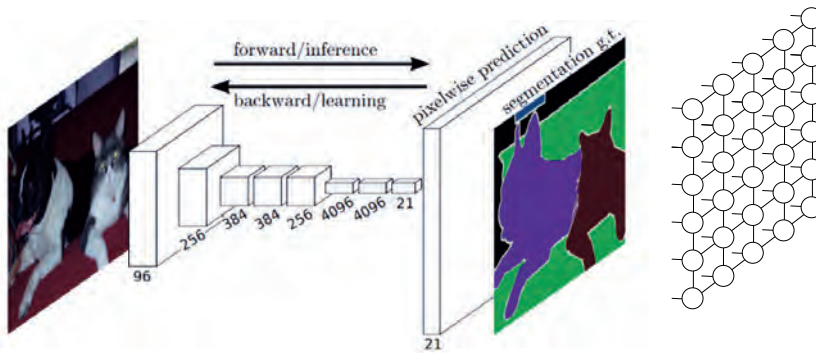 forward/inference
backward/learning
pixelwise prediction
segmentation g.t.
96
256
384
384
256
4096
4096
21
21